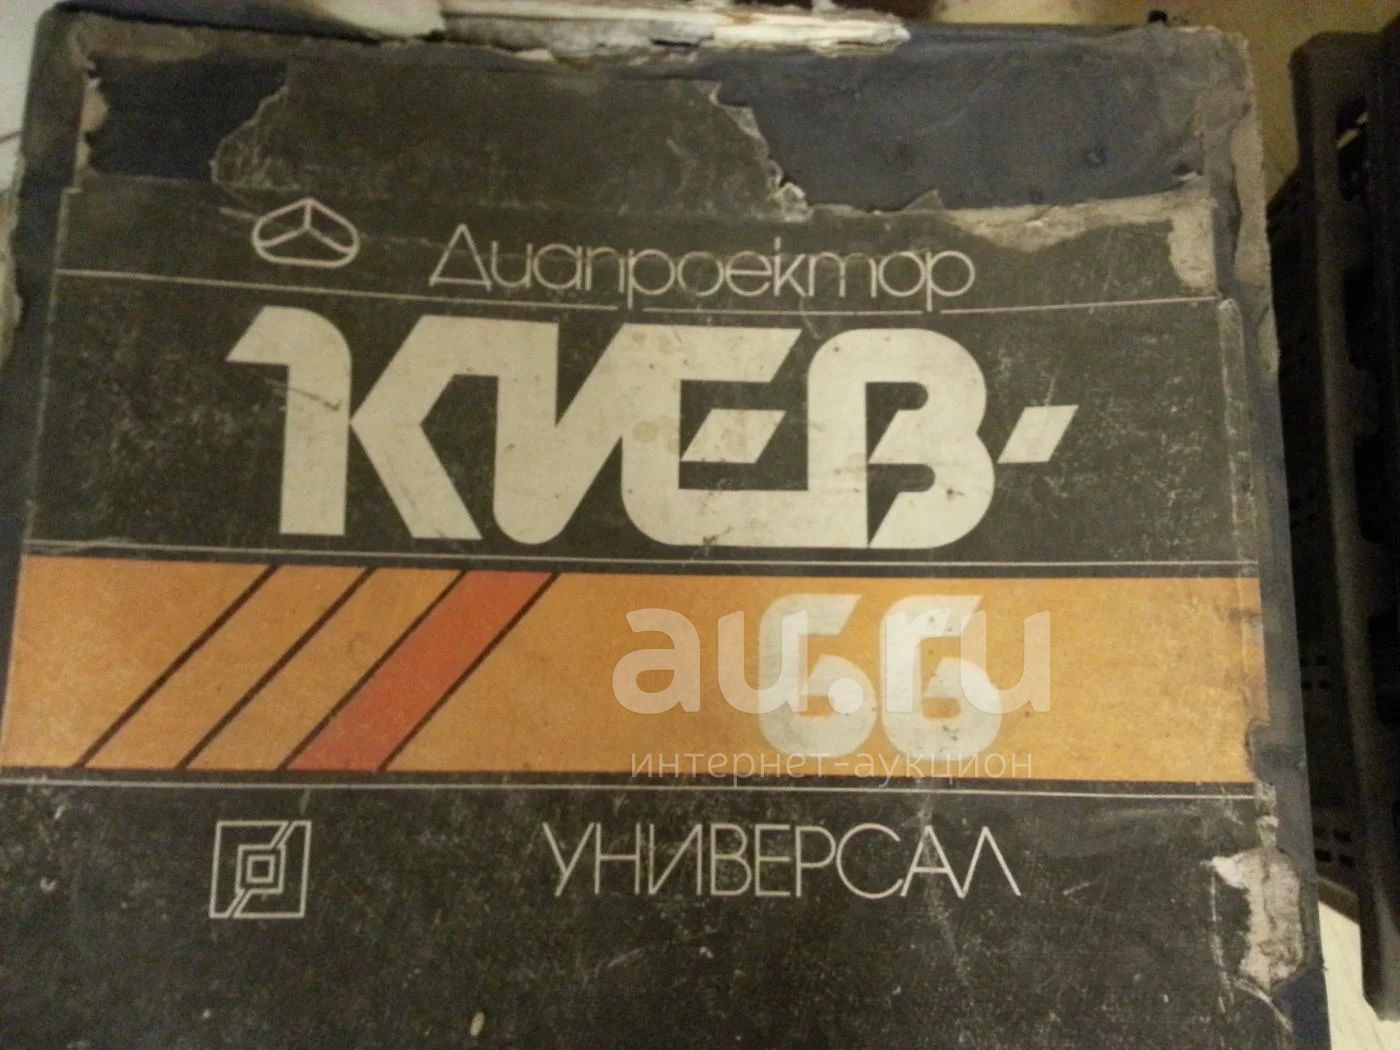 Диапроектор
КИЕВ-
66
au.ru
интернет-аукцион
УНИВЕРСАЛ